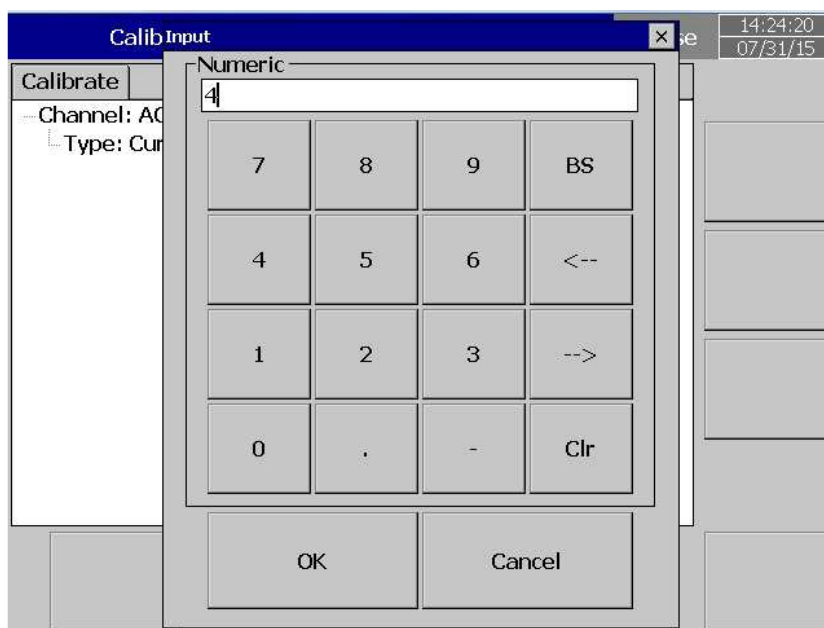 Calib
Input
×
se
14:24:20
07/31/15
Calibrate
Numeric
4
Channel: AO
Type: Cur
7 8 9 BS
4 5 6 <--
1 2 3 -->
0 . - Clr
OK Cancel